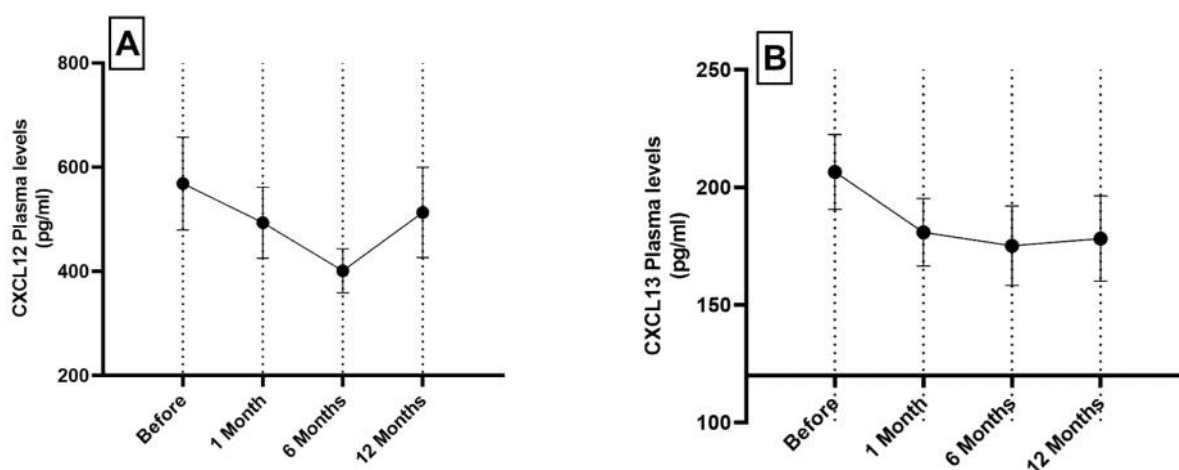 A
CXCL12 Plasma levels
(pg/ml)
800
600
400
200
Before
1 Month
6 Months
12 Months
B
CXCL13 Plasma levels
(pg/ml)
250
200
150
100
Before
1 Month
6 Months
12 Months